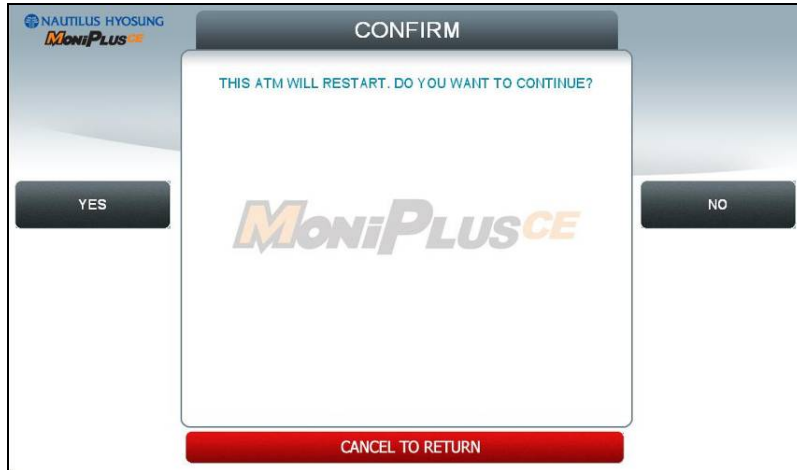 NAUTILUS HYOSUNG
MONIPLUS CE
CONFIRM
THIS ATM WILL RESTART. DO YOU WANT TO CONTINUE?
YES
NO
MONIPLUS CE
CANCEL TO RETURN